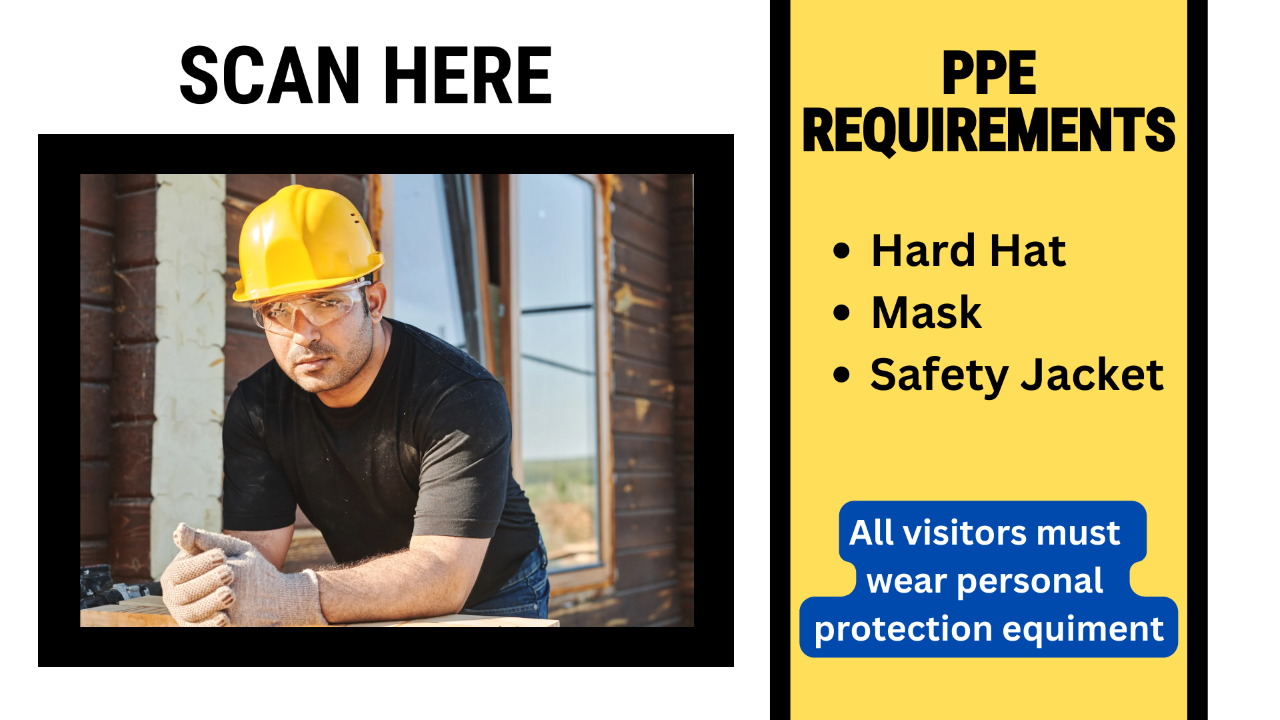 SCAN HERE
PPE
REQUIREMENTS
• Hard Hat
• Mask
• Safety Jacket
All visitors must
wear personal
protection equiment